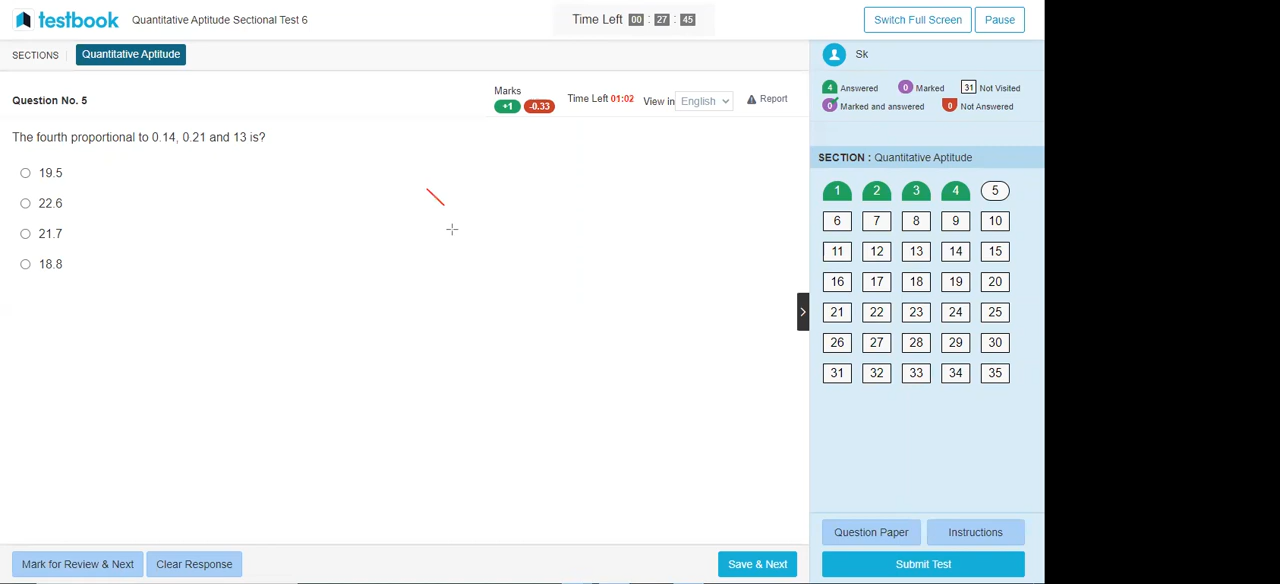 testbook Quantitative Aptitude Sectional Test 6 Time Left 00 : 27 : 45 Switch Full Screen Pause
SECTIONS Quantitative Aptitude Sk
Question No. 5 Marks +1 -0.33 Time Left 01:02 View in English Report
4 Answered 0 Marked 31 Not Visited
0 Marked and answered 0 Not Answered
The fourth proportional to 0.14, 0.21 and 13 is?
19.5
22.6
21.7
18.8
SECTION : Quantitative Aptitude
1 2 3 4 5
6 7 8 9 10
11 12 13 14 15
16 17 18 19 20
21 22 23 24 25
26 27 28 29 30
31 32 33 34 35
Question Paper Instructions
Mark for Review & Next Clear Response Save & Next Submit Test